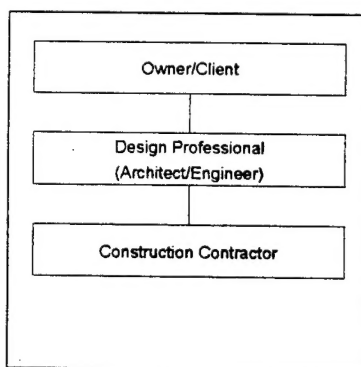 Owner/Client
Design Professional
(Architect/Engineer)
Construction Contractor